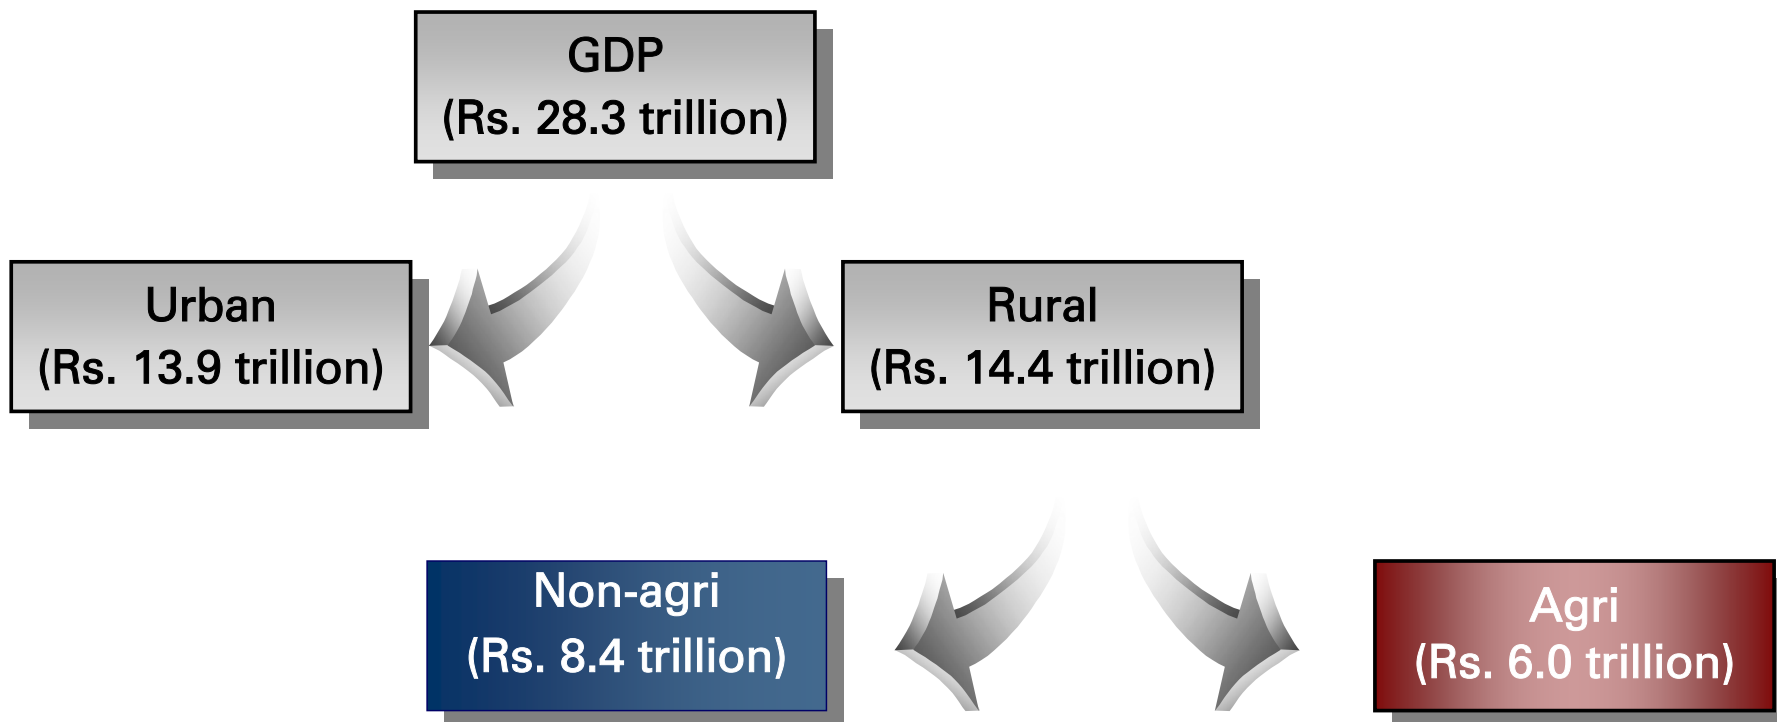 GDP
(Rs. 28.3 trillion)
Urban
(Rs. 13.9 trillion)
Rural
(Rs. 14.4 trillion)
Non-agri
(Rs. 8.4 trillion)
Agri
(Rs. 6.0 trillion)